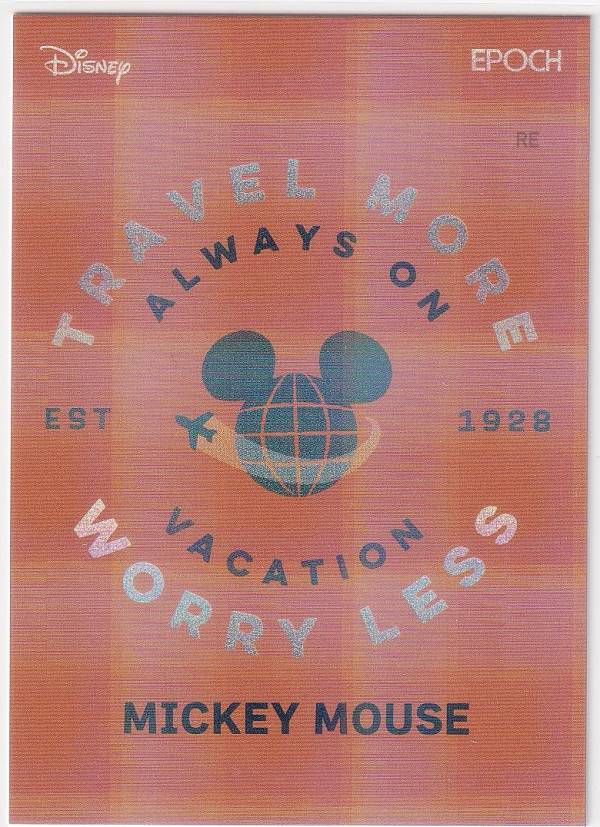 Disney
EPOCH
RE
TRAVEL MORE
ALWAYS ON
EST 1928
VACATION
WORRY LESS
MICKEY MOUSE